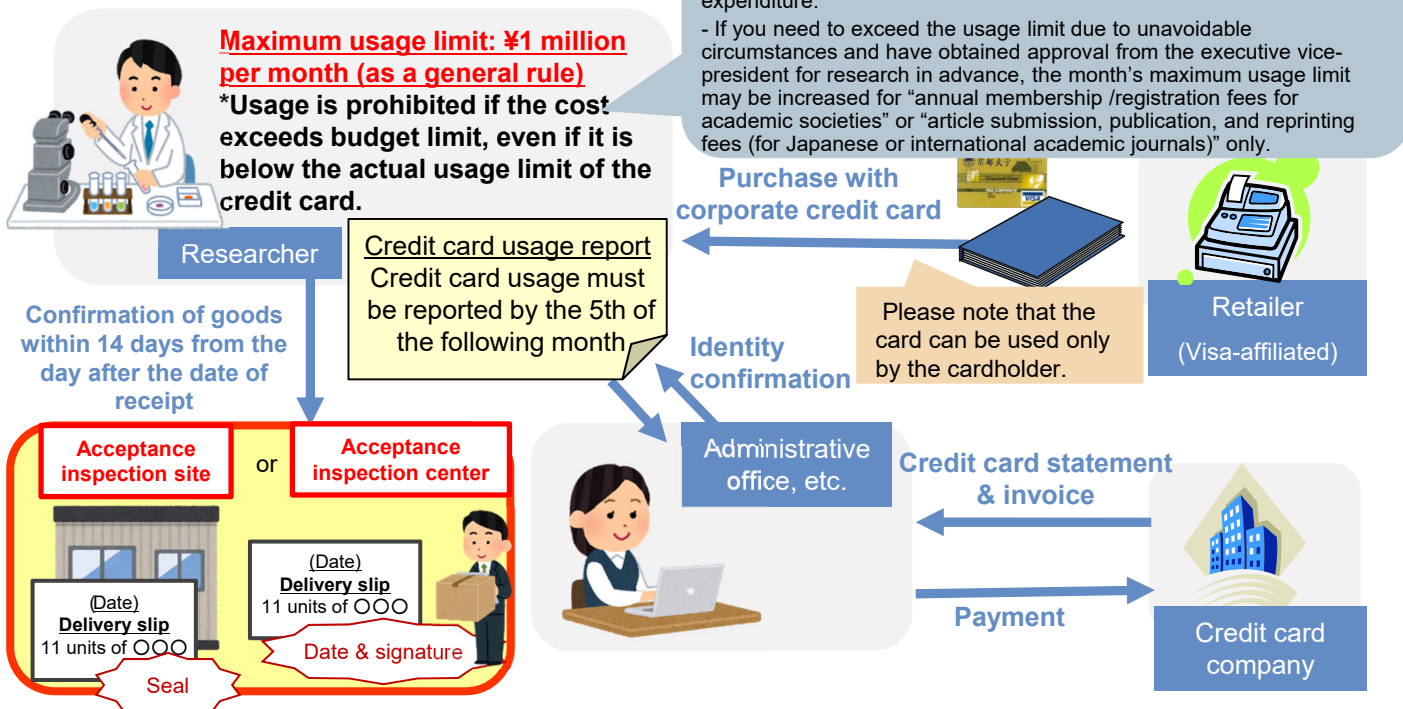 expenditure.
- If you need to exceed the usage limit due to unavoidable
circumstances and have obtained approval from the executive vice-
president for research in advance, the month's maximum usage limit
may be increased for “annual membership /registration fees for
academic societies” or “article submission, publication, and reprinting
fees (for Japanese or international academic journals)” only.
Maximum usage limit: ¥1 million
per month (as a general rule)
*Usage is prohibited if the cost
exceeds budget limit, even if it is
below the actual usage limit of the
credit card.
Researcher
Purchase with
corporate credit card
京都大学
VISA
Credit card usage report
Credit card usage must
be reported by the 5th of
the following month
Please note that the
card can be used only
by the cardholder.
Retailer
(Visa-affiliated)
Confirmation of goods
within 14 days from the
day after the date of
receipt
Identity
confirmation
Acceptance
inspection site
or
Acceptance
inspection center
(Date)
Delivery slip
11 units of 〇〇〇
Seal
(Date)
Delivery slip
11 units of 〇〇〇
Date & signature
Administrative
office, etc.
Credit card statement
& invoice
Payment
Credit card
company